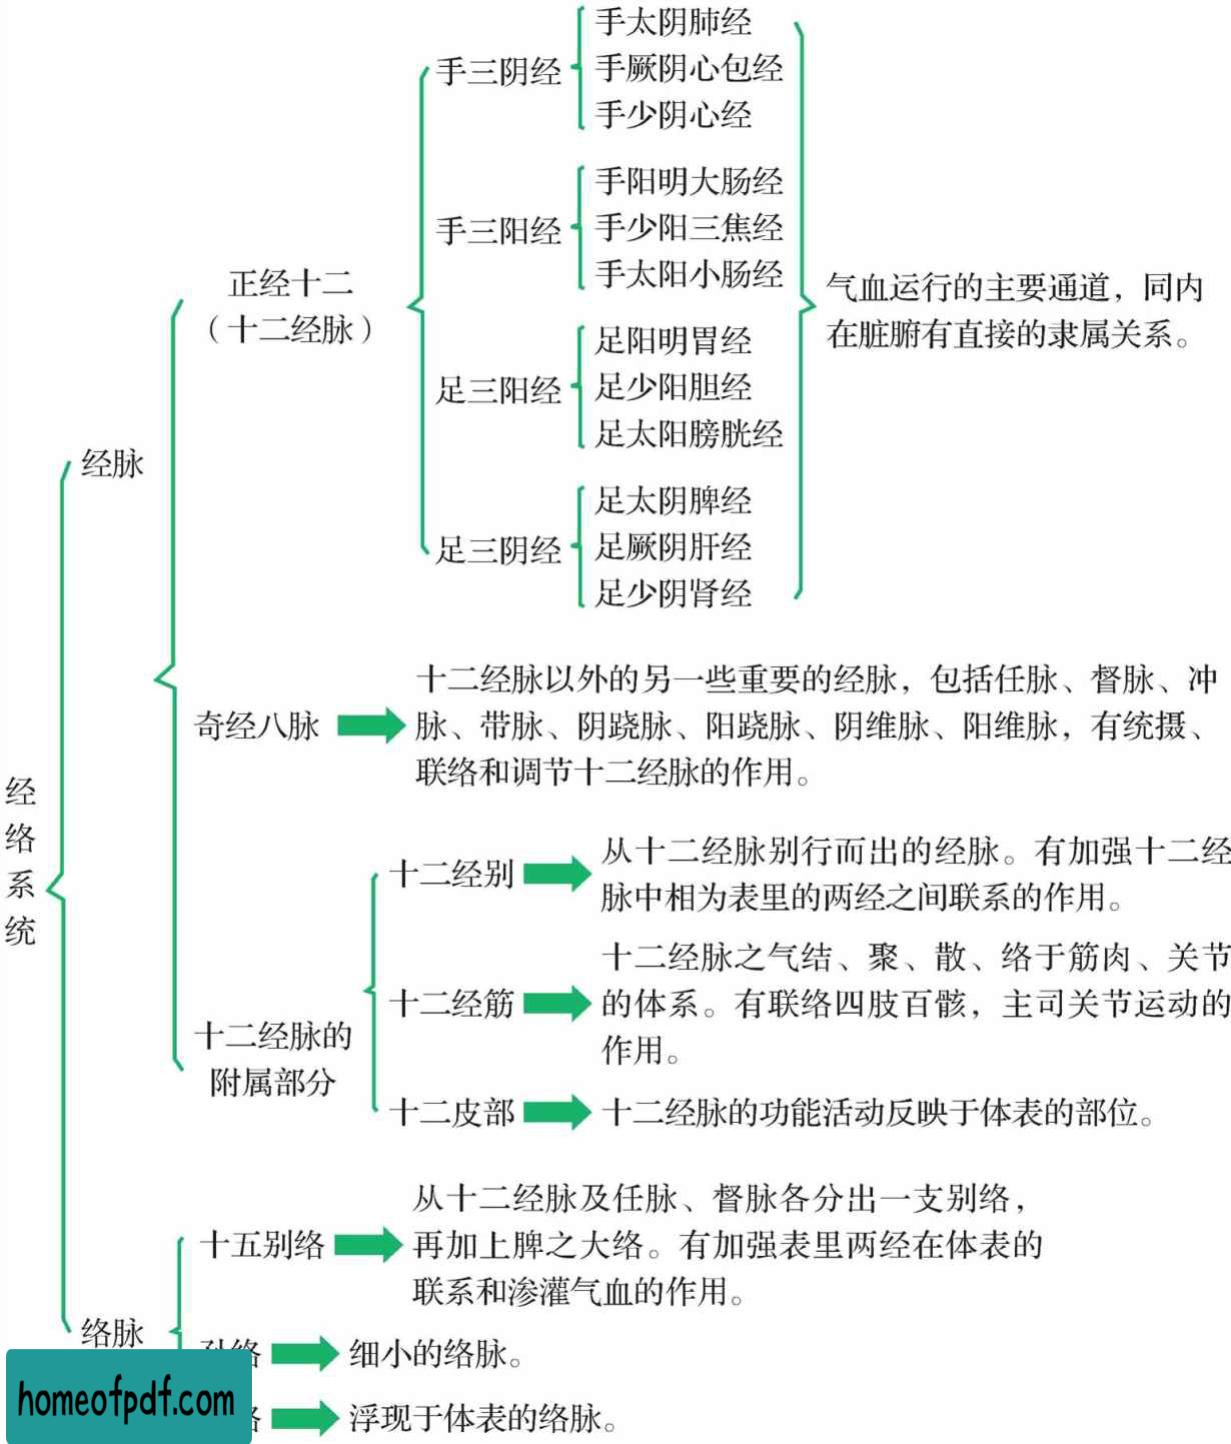 经络系统
经脉
正经十二
（十二经脉）
手三阴经
手太阴肺经
手厥阴心包经
手少阴心经
手三阳经
手阳明大肠经
手少阳三焦经
手太阳小肠经
足三阳经
足阳明胃经
足少阳胆经
足太阳膀胱经
足三阴经
足太阴脾经
足厥阴肝经
足少阴肾经
气血运行的主要通道，同内
在脏腑有直接的隶属关系。
奇经八脉
十二经脉以外的另一些重要的经脉，包括任脉、督脉、冲
脉、带脉、阴跷脉、阳跷脉、阴维脉、阳维脉，有统摄、
联络和调节十二经脉的作用。
十二经脉的
附属部分
十二经别
从十二经脉别行而出的经脉。有加强十二经
脉中相为表里的两经之间联系的作用。
十二经筋
十二经脉之气结、聚、散、络于筋肉、关节
的体系。有联络四肢百骸，主司关节运动的
作用。
十二皮部
十二经脉的功能活动反映于体表的部位。
络脉
十五别络
从十二经脉及任脉、督脉各分出一支别络，
再加上脾之大络。有加强表里两经在体表的
联系和渗灌气血的作用。
孙络
细小的络脉。
络
浮现于体表的络脉。
homeofpdf.com